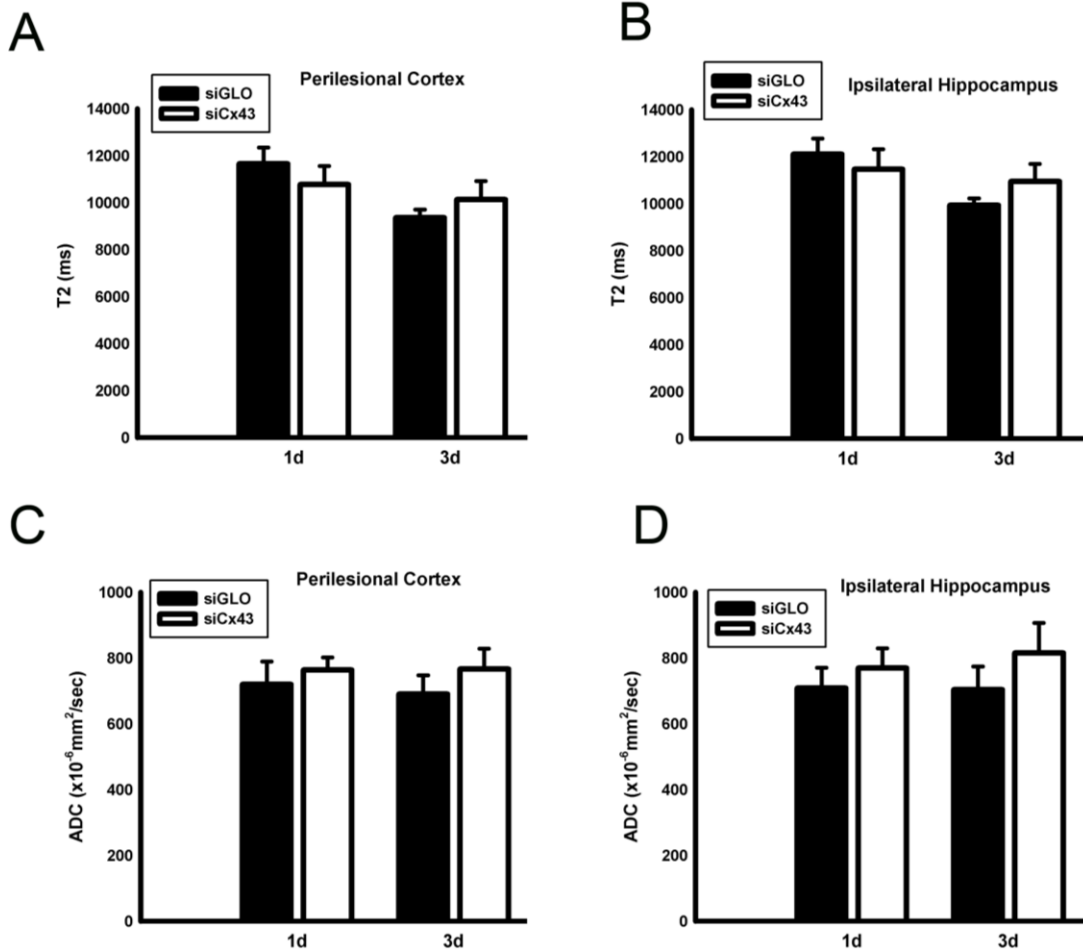 A
Perilesional Cortex
siGLO
siCx43
T2 (ms)
14000
12000
10000
8000
6000
4000
2000
0
1d 3d
B
Ipsilateral Hippocampus
siGLO
siCx43
T2 (ms)
14000
12000
10000
8000
6000
4000
2000
0
1d 3d
C
Perilesional Cortex
siGLO
siCx43
ADC (x10⁻⁶mm²/sec)
1000
800
600
400
200
0
1d 3d
D
Ipsilateral Hippocampus
siGLO
siCx43
ADC (x10⁻⁶mm²/sec)
1000
800
600
400
200
0
1d 3d